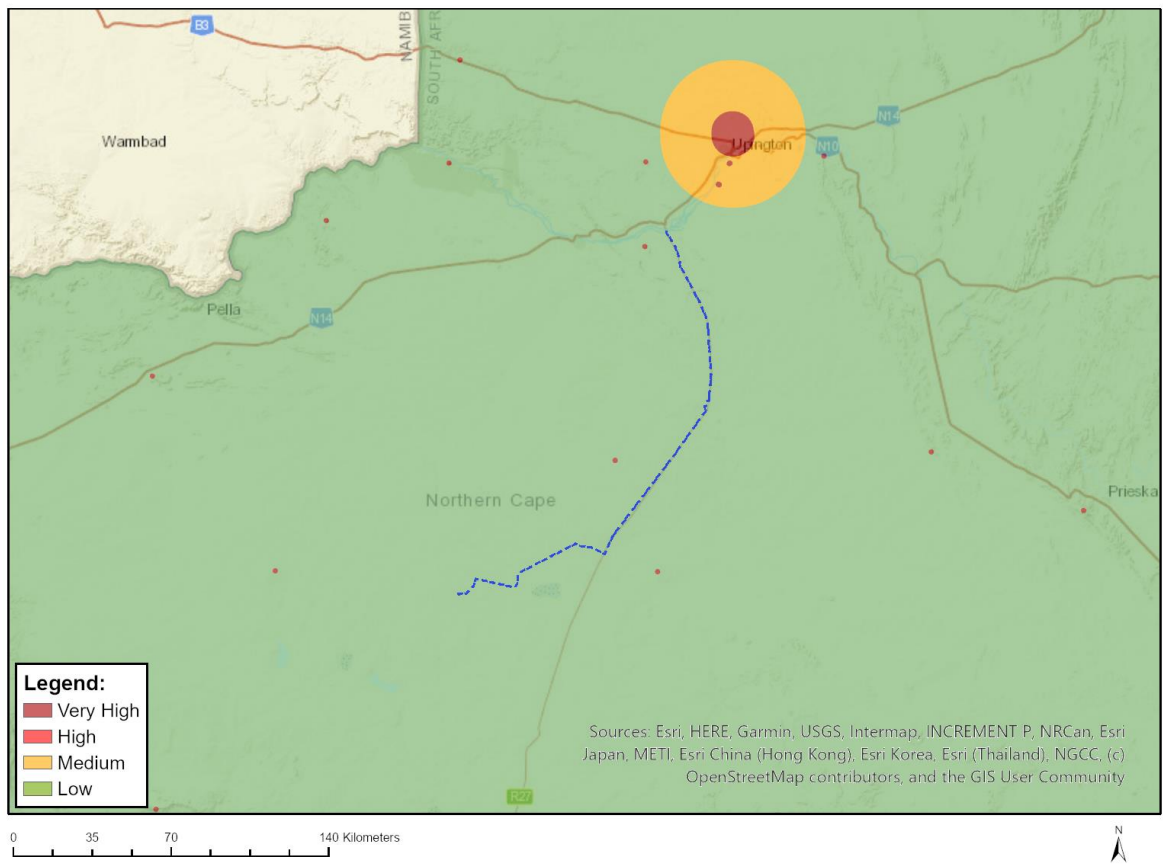 B3
NAMIB
SOUTH AFR
Warmbad
N14
Upington
N10
Pella
N14
Northern Cape
Prieska
Legend:
Very High
High
Medium
Low
Sources: Esri, HERE, Garmin, USGS, Intermap, INCREMENT P, NRCan, Esri
Japan, METI, Esri China (Hong Kong), Esri Korea, Esri (Thailand), NGCC, (c)
OpenStreetMap contributors, and the GIS User Community
R27
0 35 70 140 Kilometers
N